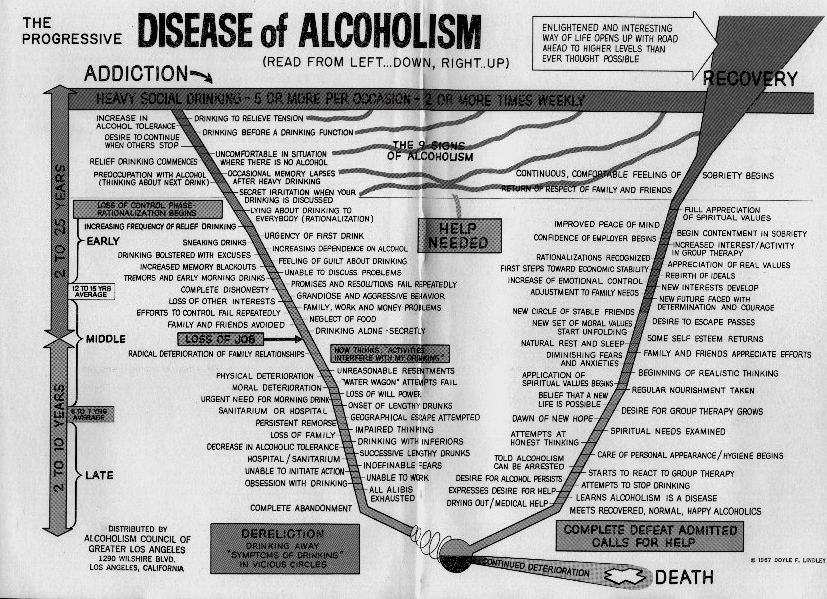 THE
PROGRESSIVE
DISEASE of ALCOHOLISM
(READ FROM LEFT...DOWN, RIGHT..UP)
ENLIGHTENED AND INTERESTING
WAY OF LIFE OPENS UP WITH ROAD
AHEAD TO HIGHER LEVELS THAN
EVER THOUGHT POSSIBLE
ADDICTION
RECOVERY
HEAVY SOCIAL DRINKING - 5 OR MORE PER OCCASION - 2 OR MORE TIMES WEEKLY
INCREASE IN
ALCOHOL TOLERANCE
DESIRE TO CONTINUE
WHEN OTHERS STOP
RELIEF DRINKING COMMENCES
PREOCCUPATION WITH ALCOHOL
(THINKING ABOUT NEXT DRINK)
LOSS OF CONTROL PHASE-
RATIONALIZATION BEGINS
INCREASING FREQUENCY OF RELIEF DRINKING
SNEAKING DRINKS
DRINKING BOLSTERED WITH EXCUSES
INCREASED MEMORY BLACKOUTS
TREMORS AND EARLY MORNING DRINKS
COMPLETE DISHONESTY
LOSS OF OTHER INTERESTS
EFFORTS TO CONTROL FAIL REPEATEDLY
FAMILY AND FRIENDS AVOIDED
LOSS OF JOB
RADICAL DETERIORATION OF FAMILY RELATIONSHIPS
PHYSICAL DETERIORATION
MORAL DETERIORATION
URGENT NEED FOR MORNING DRINK
SANITARIUM OR HOSPITAL
PERSISTENT REMORSE
LOSS OF FAMILY
DECREASE IN ALCOHOLIC TOLERANCE
HOSPITAL/SANITARIUM
UNABLE TO INITIATE ACTION
OBSESSION WITH DRINKING
COMPLETE ABANDONMENT
2 TO 25 YEARS
EARLY
12 TO 15 YRS
AVERAGE
MIDDLE
2 TO 10 YEARS
6 TO 7 YRS
AVERAGE
LATE
DRINKING TO RELIEVE TENSION
DRINKING BEFORE A DRINKING FUNCTION
UNCOMFORTABLE IN SITUATION
WHERE THERE IS NO ALCOHOL
OCCASIONAL MEMORY LAPSES
AFTER HEAVY DRINKING
SECRET IRRITATION WHEN YOUR
DRINKING IS DISCUSSED
LYING ABOUT DRINKING TO
EVERYBODY (RATIONALIZATION)
URGENCY OF FIRST DRINK
INCREASING DEPENDENCE ON ALCOHOL
FEELING OF GUILT ABOUT DRINKING
UNABLE TO DISCUSS PROBLEMS
PROMISES AND RESOLUTIONS FAIL REPEATEDLY
GRANDIOSE AND AGGRESSIVE BEHAVIOR
FAMILY, WORK AND MONEY PROBLEMS
NEGLECT OF FOOD
DRINKING ALONE - SECRETLY
NOW THINKS: "ACTIVITIES
INTERFERE WITH MY DRINKING"
UNREASONABLE RESENTMENTS
"WATER WAGON" ATTEMPTS FAIL
LOSS OF WILL POWER
ONSET OF LENGTHY DRUNKS
GEOGRAPHICAL ESCAPE ATTEMPTED
IMPAIRED THINKING
DRINKING WITH INFERIORS
SUCCESSIVE LENGTHY DRUNKS
INDEFINABLE FEARS
UNABLE TO WORK
ALL ALIBIS
EXHAUSTED
THE 9 SIGNS
OF ALCOHOLISM
HELP
NEEDED
CONTINUOUS, COMFORTABLE FEELING OF SOBRIETY BEGINS
RETURN OF RESPECT OF FAMILY AND FRIENDS
IMPROVED PEACE OF MIND
CONFIDENCE OF EMPLOYER BEGINS
RATIONALIZATIONS RECOGNIZED
FIRST STEPS TOWARD ECONOMIC STABILITY
INCREASE OF EMOTIONAL CONTROL
ADJUSTMENT TO FAMILY NEEDS
NEW CIRCLE OF STABLE FRIENDS
NEW SET OF MORAL VALUES
START UNFOLDING
NATURAL REST AND SLEEP
DIMINISHING FEARS
AND ANXIETIES
APPLICATION OF
SPIRITUAL VALUES BEGINS
BELIEF THAT A NEW
LIFE IS POSSIBLE
DAWN OF NEW HOPE
ATTEMPTS AT
HONEST THINKING
TOLD ALCOHOLISM
CAN BE ARRESTED
DESIRE FOR ALCOHOL PERSISTS
EXPRESSES DESIRE FOR HELP
DRYING OUT/MEDICAL HELP
FULL APPRECIATION
OF SPIRITUAL VALUES
BEGIN CONTENTMENT IN SOBRIETY
INCREASED INTEREST/ACTIVITY
IN GROUP THERAPY
APPRECIATION OF REAL VALUES
REBIRTH OF IDEALS
NEW INTERESTS DEVELOP
NEW FUTURE FACED WITH
DETERMINATION AND COURAGE
DESIRE TO ESCAPE PASSES
SOME SELF ESTEEM RETURNS
FAMILY AND FRIENDS APPRECIATE EFFORTS
BEGINNING OF REALISTIC THINKING
REGULAR NOURISHMENT TAKEN
DESIRE FOR GROUP THERAPY GROWS
SPIRITUAL NEEDS EXAMINED
CARE OF PERSONAL APPEARANCE/HYGIENE BEGINS
STARTS TO REACT TO GROUP THERAPY
ATTEMPTS TO STOP DRINKING
LEARNS ALCOHOLISM IS A DISEASE
MEETS RECOVERED, NORMAL, HAPPY ALCOHOLICS
DISTRIBUTED BY
ALCOHOLISM COUNCIL OF
GREATER LOS ANGELES
1290 WILSHIRE BLVD.
LOS ANGELES, CALIFORNIA
DERELICTION
DRINKING AWAY
"SYMPTOMS OF DRINKING"
IN VICIOUS CIRCLES
COMPLETE DEFEAT ADMITTED
CALLS FOR HELP
CONTINUED DETERIORATION
DEATH
© 1967 DOYLE F. LINDLEY